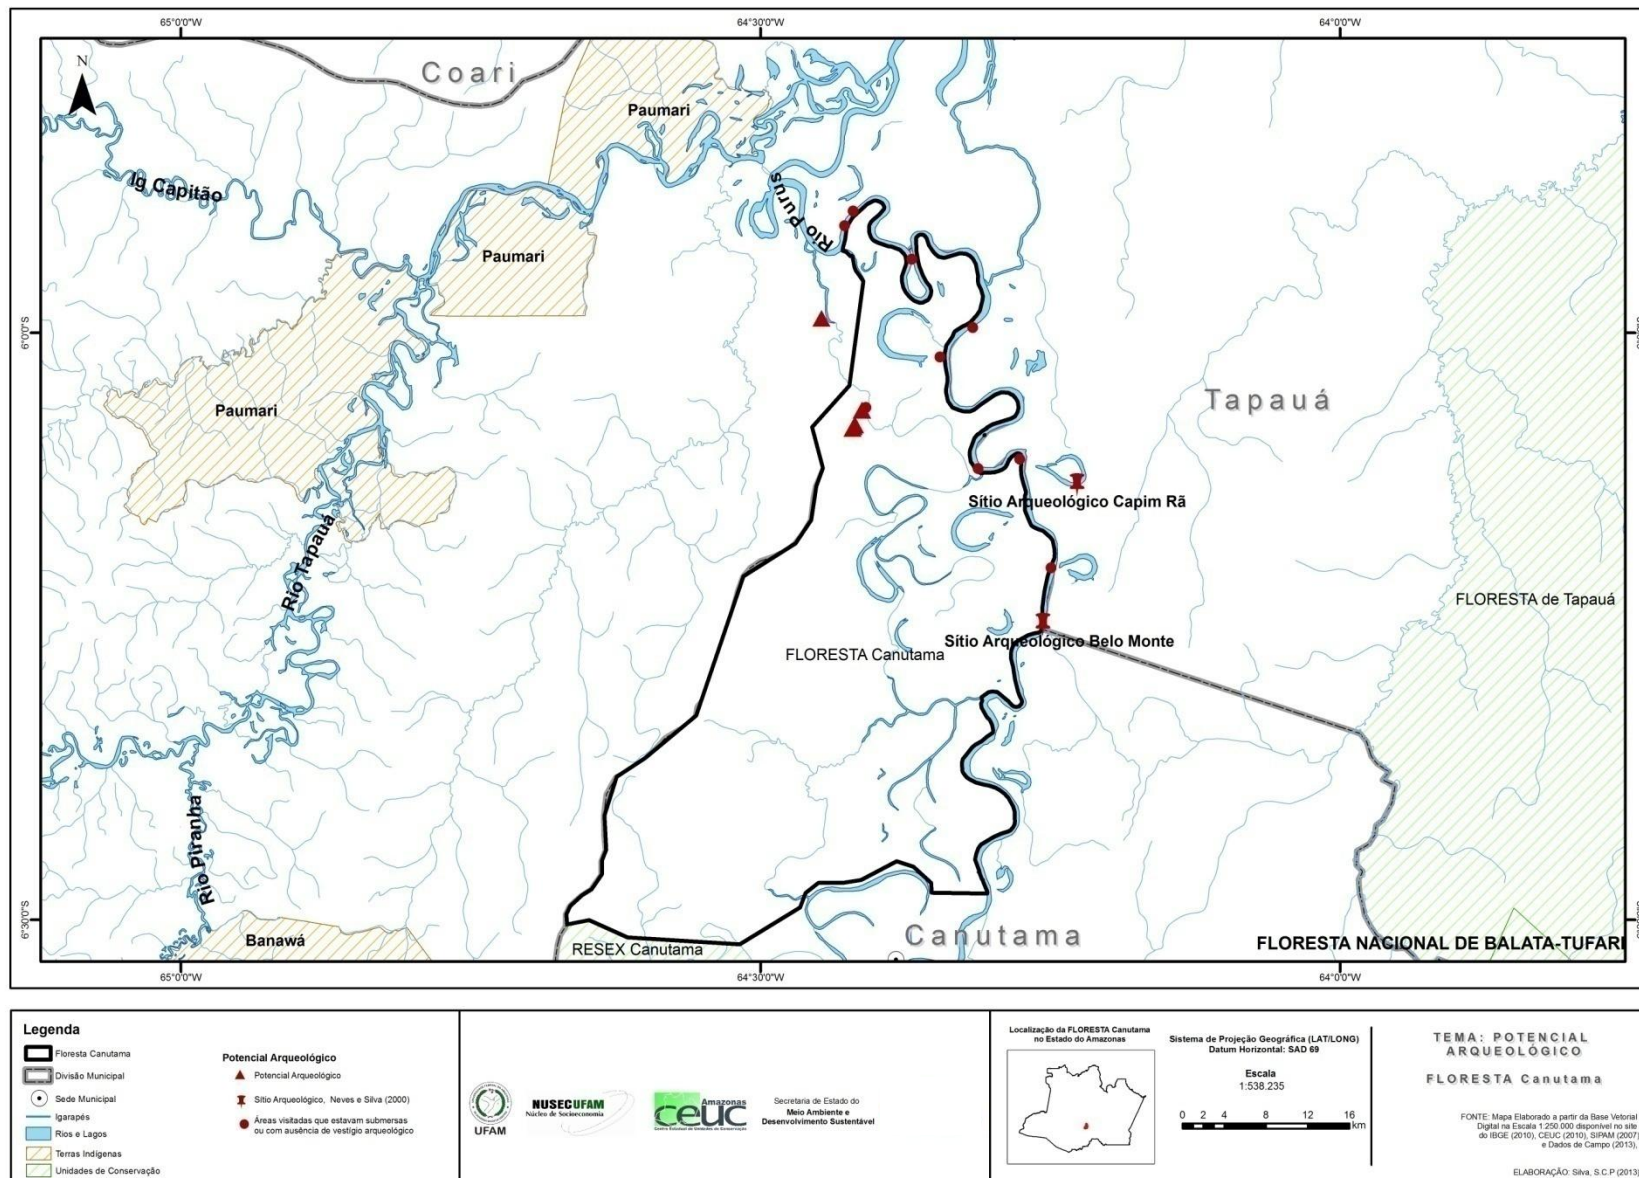 65°0'0"W
64°30'0"W
64°0'0"W
N
Coari
Paumari
Ig Capitão
Rio Purus
Paumari
6°0'0"S
Tapauá
Paumari
Sítio Arqueológico Capim Rã
Rio Tapauá
FLORESTA de Tapauá
Sítio Arqueológico Belo Monte
FLORESTA Canutama
Rio Piranha
6°30'0"S
Banawá
RESEX Canutama
Canutama
FLORESTA NACIONAL DE BALATA-TUFARI
65°0'0"W
64°30'0"W
64°0'0"W
Legenda
Floresta Canutama
Divisão Municipal
Sede Municipal
Igarapés
Rios e Lagos
Terras Indígenas
Unidades de Conservação
Potencial Arqueológico
Potencial Arqueológico
Sítio Arqueológico, Neves e Silva (2000)
Áreas visitadas que estavam submersas
ou com ausência de vestígio arqueológico
UFAM
NUSECUFAM
Núcleo de Socioeconomia
Amazonas
ceuc
Centro Estadual de Unidades de Conservação
Secretaria de Estado do
Meio Ambiente e
Desenvolvimento Sustentável
Localização da FLORESTA Canutama
no Estado do Amazonas
Sistema de Projeção Geográfica (LAT/LONG)
Datum Horizontal: SAD 69
Escala
1:538.235
0 2 4 8 12 16
km
TEMA: POTENCIAL
ARQUEOLÓGICO
FLORESTA Canutama
FONTE: Mapa Elaborado a partir da Base Vetorial
Digital na Escala 1:250.000 disponível no site
do IBGE (2010), CEUC (2010), SIPAM (2007)
e Dados de Campo (2013),
ELABORAÇÃO: Silva, S.C.P (2013)